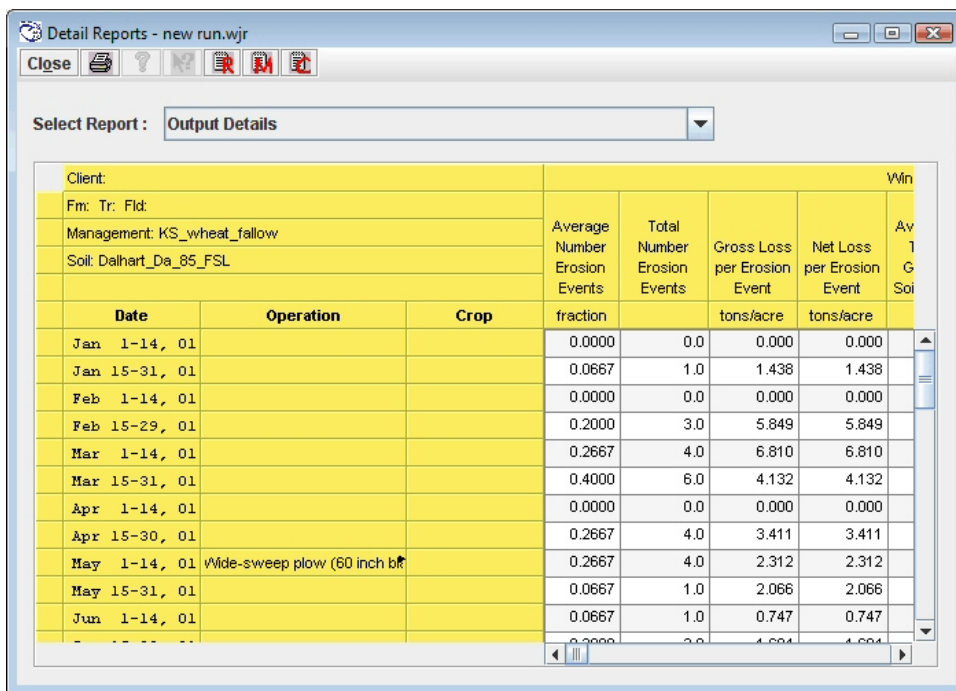 Detail Reports - new run.wjr
Close
Select Report : Output Details
Client:
Win
Fm: Tr: Fld:
Management: KS_wheat_fallow
Soil: Dalhart_Da_85_FSL
Average Number Erosion Events
Total Number Erosion Events
Gross Loss per Erosion Event
Net Loss per Erosion Event
Date Operation Crop fraction tons/acre tons/acre
Jan 1-14, 01 0.0000 0.0 0.000 0.000
Jan 15-31, 01 0.0667 1.0 1.438 1.438
Feb 1-14, 01 0.0000 0.0 0.000 0.000
Feb 15-29, 01 0.2000 3.0 5.849 5.849
Mar 1-14, 01 0.2667 4.0 6.810 6.810
Mar 15-31, 01 0.4000 6.0 4.132 4.132
Apr 1-14, 01 0.0000 0.0 0.000 0.000
Apr 15-30, 01 0.2667 4.0 3.411 3.411
May 1-14, 01 Wide-sweep plow (60 inch 0.2667 4.0 2.312 2.312
May 15-31, 01 0.0667 1.0 2.066 2.066
Jun 1-14, 01 0.0667 1.0 0.747 0.747